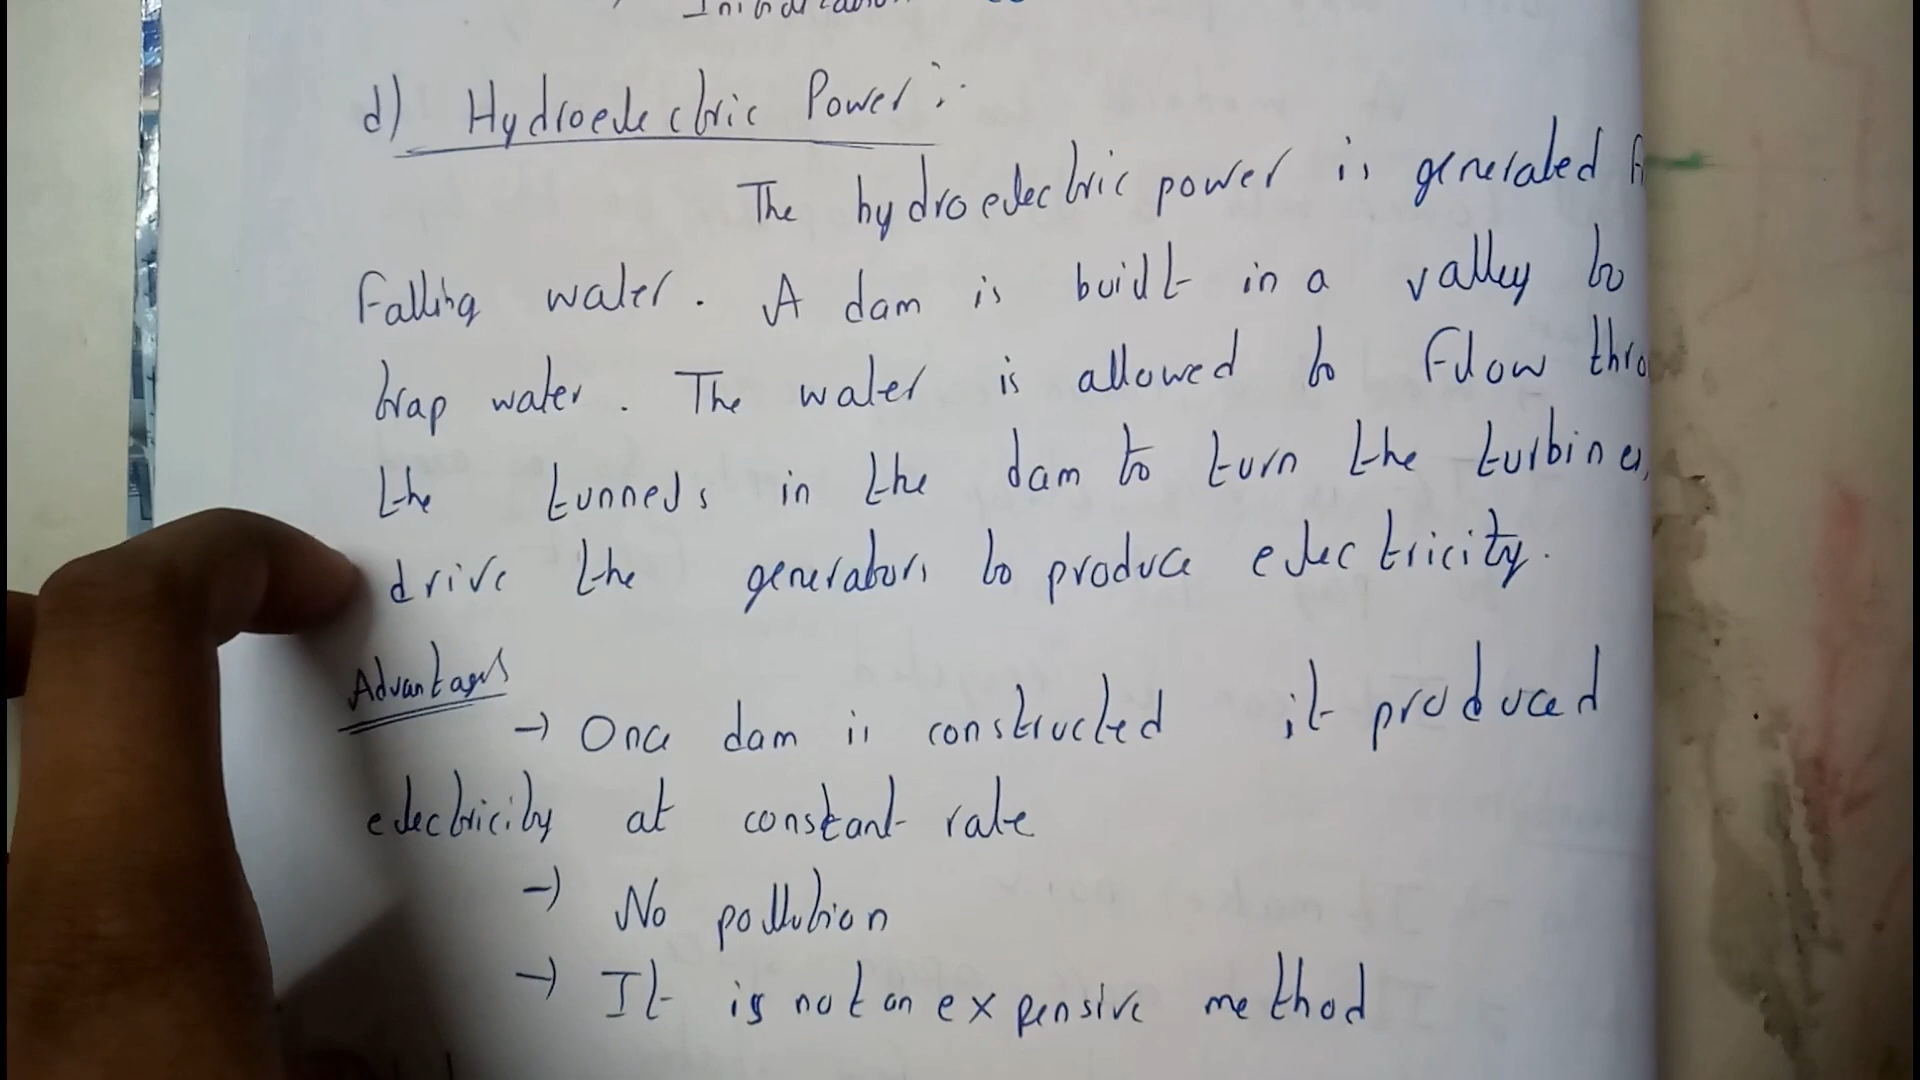 d) Hydroelectric Power :-
The hydroelectric power is generated
Falling water. A dam is built in a valley to
trap water. The water is allowed to flow thro
the tunnels in the dam to turn the turbines,
drive the generators to produce electricity.
Advantages
→ Once dam is constructed it produced
electricity at constant rate
→ No pollution
→ It is not an expensive method